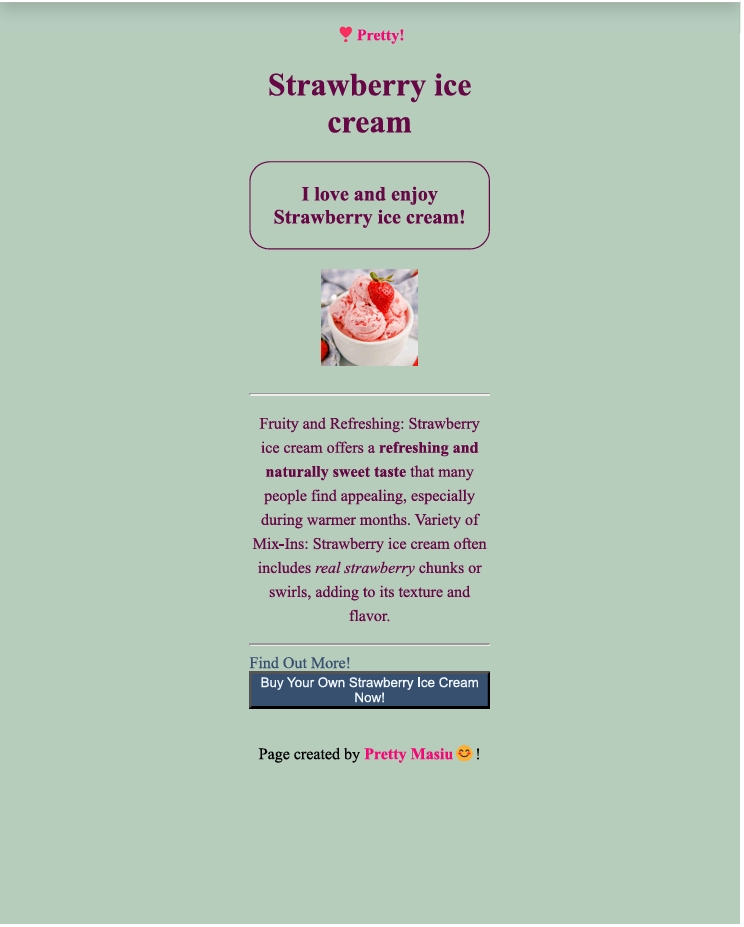 ❣ Pretty!
Strawberry ice
cream
I love and enjoy
Strawberry ice cream!
Fruity and Refreshing: Strawberry
ice cream offers a refreshing and
naturally sweet taste that many
people find appealing, especially
during warmer months. Variety of
Mix-Ins: Strawberry ice cream often
includes real strawberry chunks or
swirls, adding to its texture and
flavor.
Find Out More!
Buy Your Own Strawberry Ice Cream
Now!
Page created by Pretty Masiu😊!